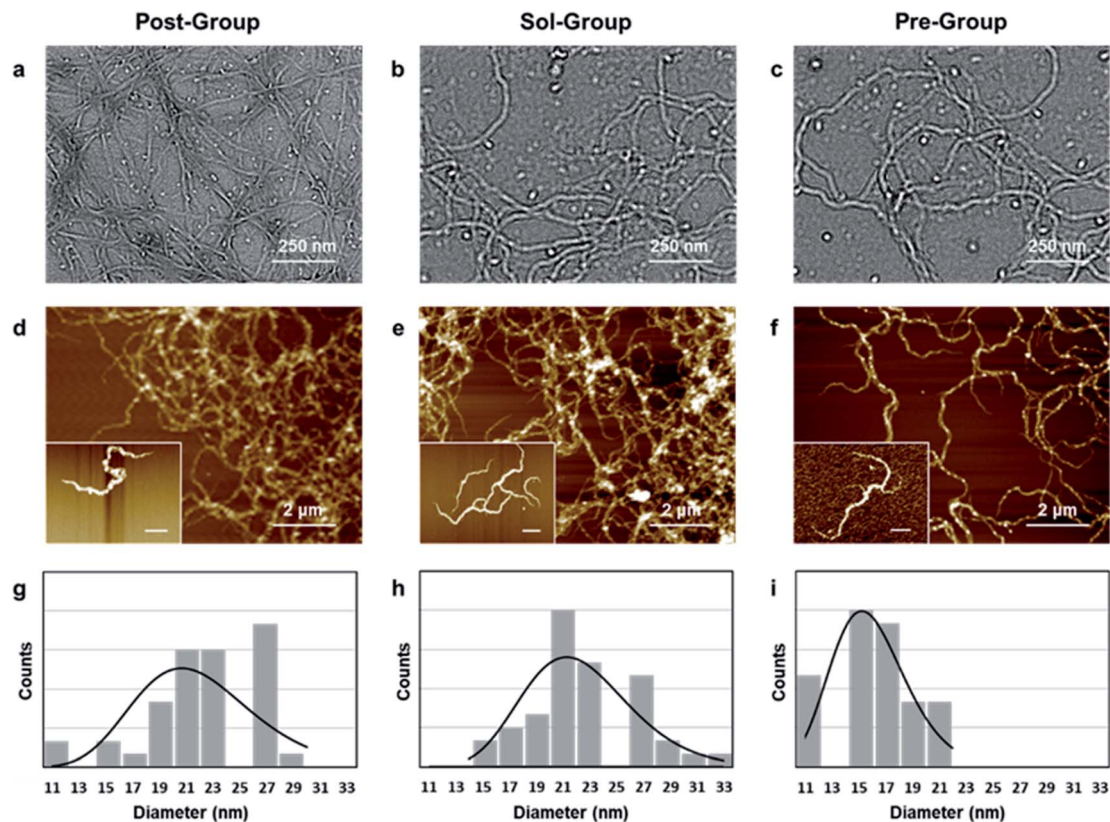 Post-Group Sol-Group Pre-Group
a b c
250 nm 250 nm 250 nm
d e f
2 µm 2 µm 2 µm
g h i
Counts Counts Counts
11 13 15 17 19 21 23 25 27 29 31 33 11 13 15 17 19 21 23 25 27 29 31 33 11 13 15 17 19 21 23 25 27 29 31 33
Diameter (nm) Diameter (nm) Diameter (nm)